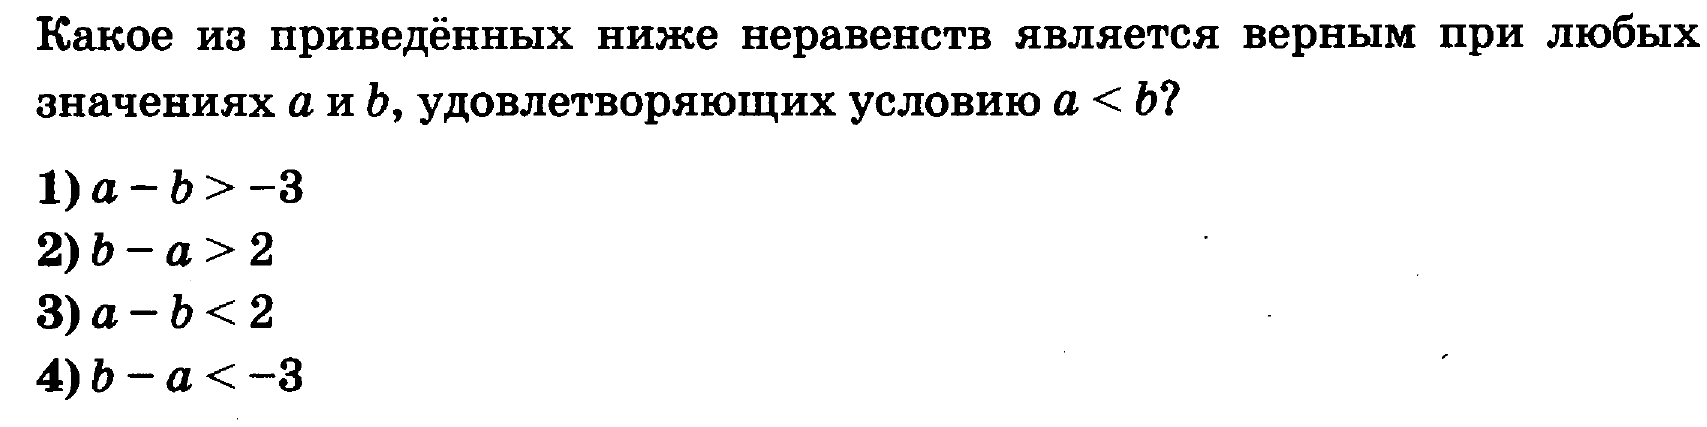 Какое из приведённых ниже неравенств является верным при любых
значениях a и b, удовлетворяющих условию a < b?
1) a – b > –3
2) b – a > 2
3) a – b < 2
4) b – a < –3